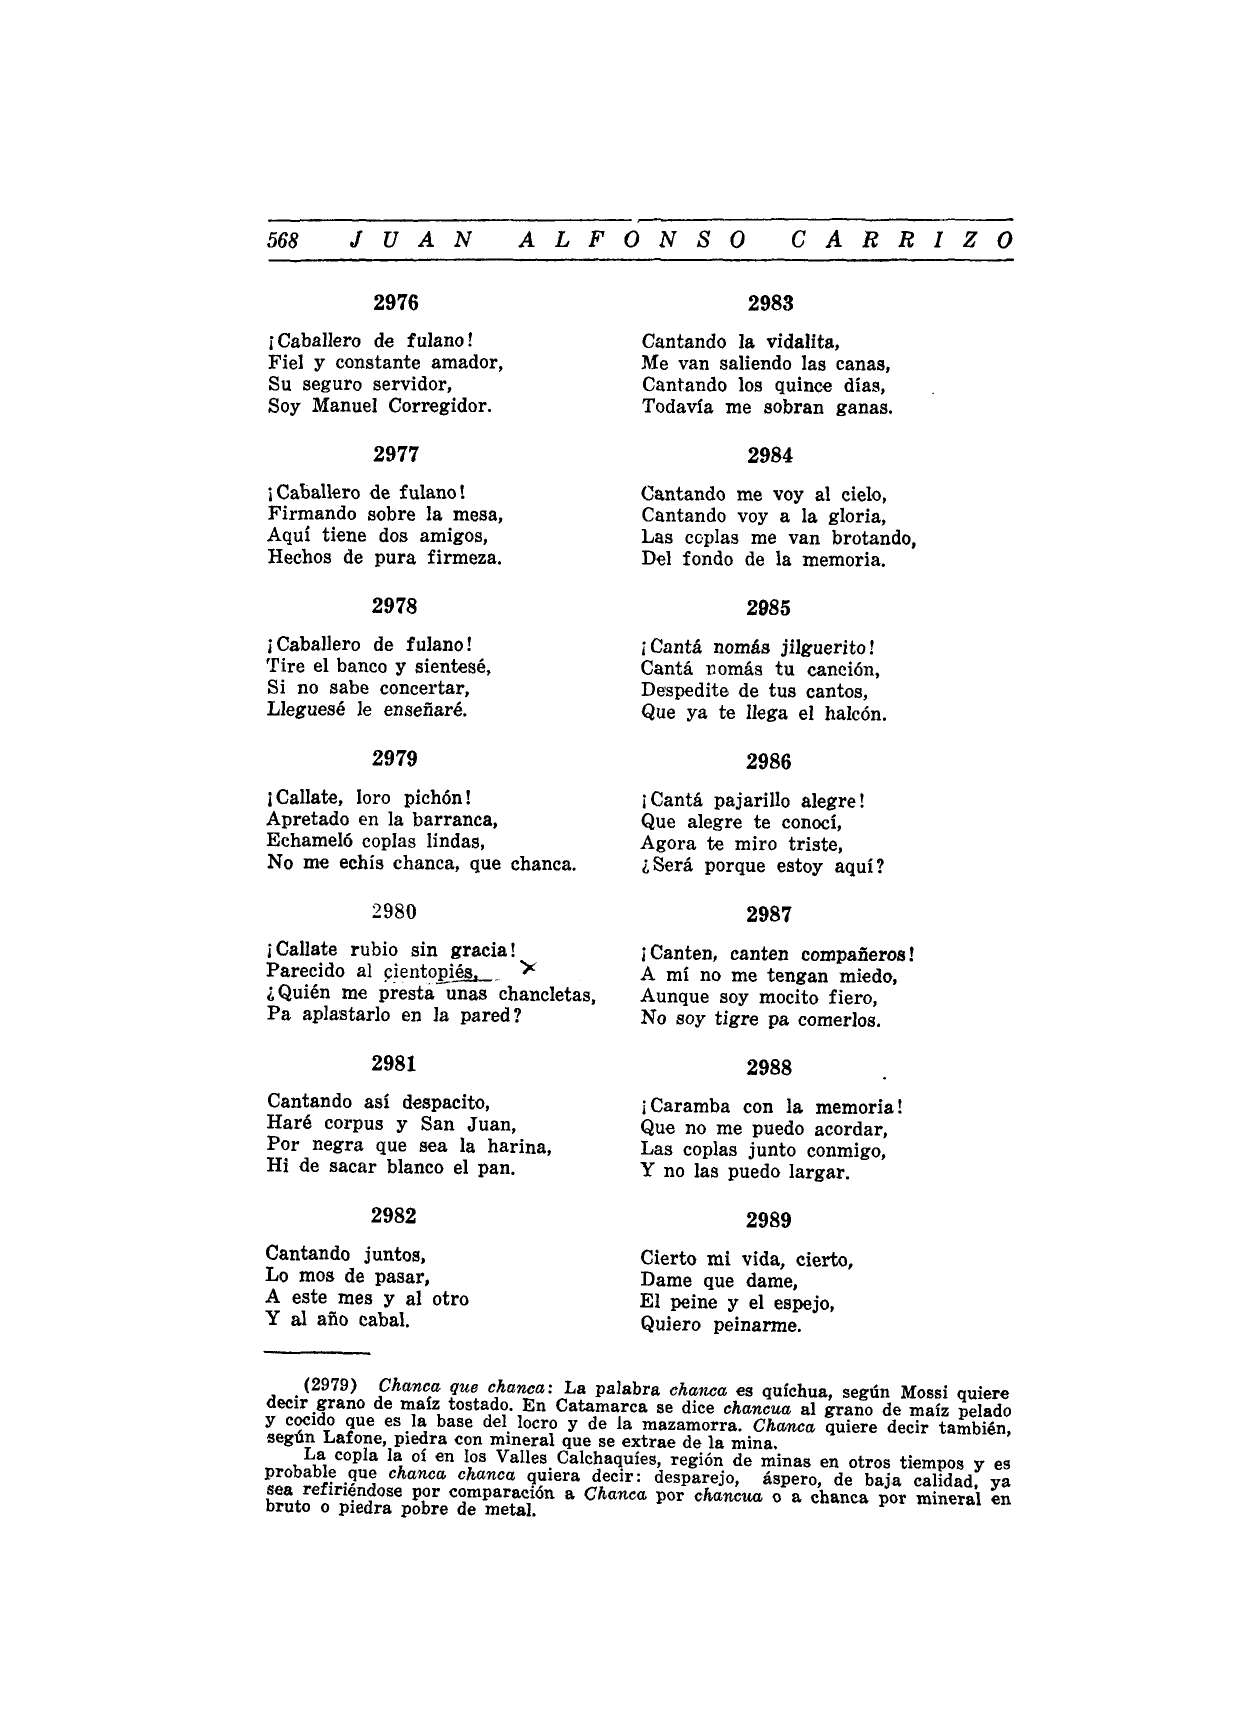 568 JUAN ALFONSO CARRIZO
2976
¡Caballero de fulano!
Fiel y constante amador,
Su seguro servidor,
Soy Manuel Corregidor.
2977
¡Caballero de fulano!
Firmando sobre la mesa,
Aquí tiene dos amigos,
Hechos de pura firmeza.
2978
¡Caballero de fulano!
Tire el banco y sientesé,
Si no sabe concertar,
Lleguesé le enseñaré.
2979
¡Callate, loro pichón!
Apretado en la barranca,
Echameló coplas lindas,
No me echís chanca, que chanca.
2980
¡Callate rubio sin gracia!
Parecido al cientopiés,
¿Quién me presta unas chancletas,
Pa aplastarlo en la pared?
2981
Cantando así despacito,
Haré corpus y San Juan,
Por negra que sea la harina,
Hi de sacar blanco el pan.
2982
Cantando juntos,
Lo mos de pasar,
A este mes y al otro
Y al año cabal.
2983
Cantando la vidalita,
Me van saliendo las canas,
Cantando los quince días,
Todavía me sobran ganas.
2984
Cantando me voy al cielo,
Cantando voy a la gloria,
Las coplas me van brotando,
Del fondo de la memoria.
2985
¡Cantá nomás jilguerito!
Cantá nomás tu canción,
Despedite de tus cantos,
Que ya te llega el halcón.
2986
¡Cantá pajarillo alegre!
Que alegre te conocí,
Agora te miro triste,
¿Será porque estoy aquí?
2987
¡Canten, canten compañeros!
A mí no me tengan miedo,
Aunque soy mocito fiero,
No soy tigre pa comerlos.
2988
¡Caramba con la memoria!
Que no me puedo acordar,
Las coplas junto conmigo,
Y no las puedo largar.
2989
Cierto mi vida, cierto,
Dame que dame,
El peine y el espejo,
Quiero peinarme.
(2979) Chanca que chanca: La palabra chanca es quíchua, según Mossi quiere
decir grano de maíz tostado. En Catamarca se dice chancua al grano de maíz pelado
y cocido que es la base del locro y de la mazamorra. Chanca quiere decir también,
según Lafone, piedra con mineral que se extrae de la mina.
La copla la oí en los Valles Calchaquíes, región de minas en otros tiempos y es
probable que chanca chanca quiera decir: desparejo, áspero, de baja calidad, ya
sea refiriéndose por comparación a Chanca por chancua o a chanca por mineral en
bruto o piedra pobre de metal.